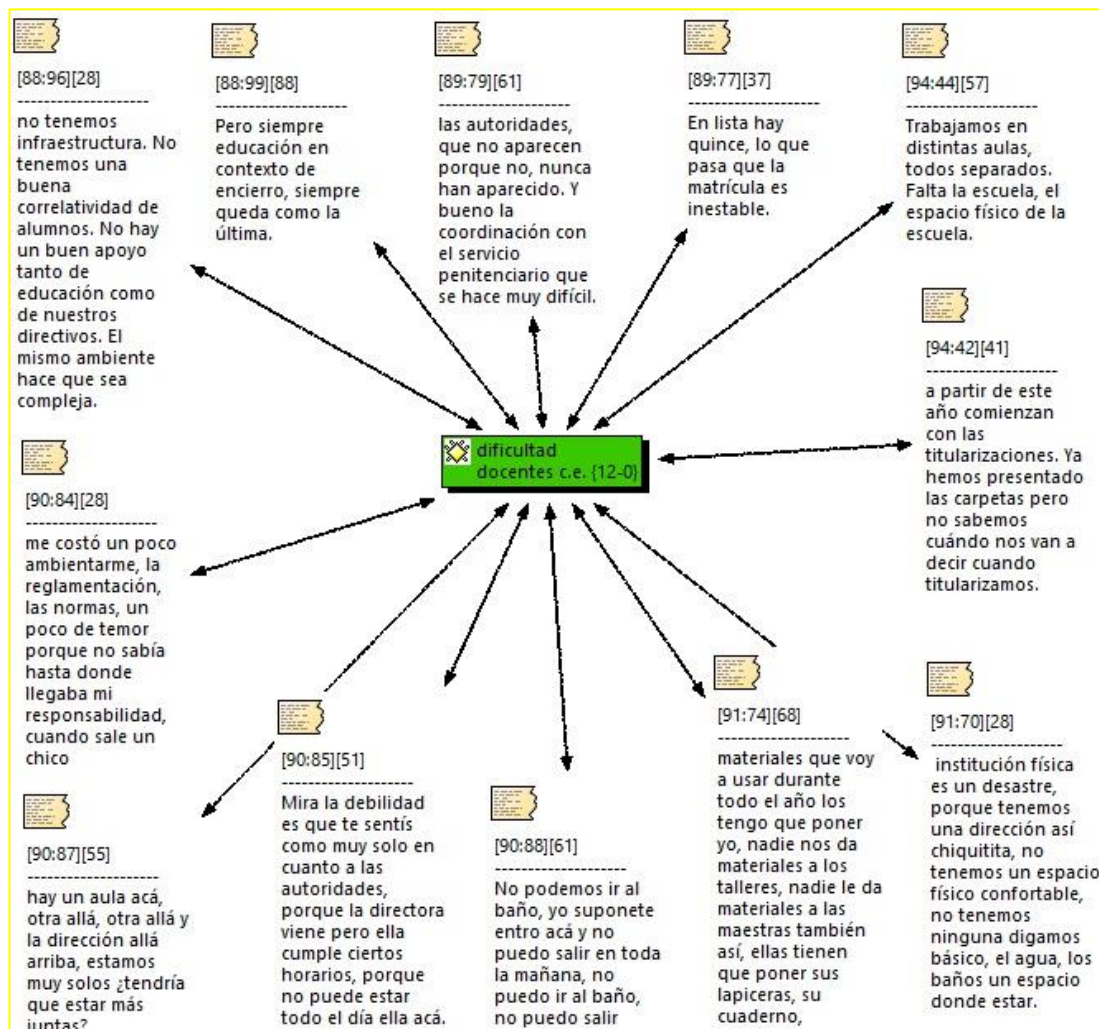 [88:96][28]
--------------------
no tenemos
infraestructura. No
tenemos una
buena
correlatividad de
alumnos. No hay
un buen apoyo
tanto de
educación como
de nuestros
directivos. El
mismo ambiente
hace que sea
compleja.
[88:99][88]
--------------------
Pero siempre
educación en
contexto de
encierro, siempre
queda como la
última.
[89:79][61]
--------------------
las autoridades,
que no aparecen
porque no, nunca
han aparecido. Y
bueno la
coordinación con
el servicio
penitenciario que
se hace muy difícil.
[89:77][37]
--------------------
En lista hay
quince, lo que
pasa que la
matrícula es
inestable.
[94:44][57]
--------------------
Trabajamos en
distintas aulas,
todos separados.
Falta la escuela, el
espacio físico de la
escuela.
[94:42][41]
--------------------
a partir de este
año comienzan
con las
titularizaciones. Ya
hemos presentado
las carpetas pero
no sabemos
cuándo nos van a
decir cuando
titularizamos.
dificultad
docentes c.e. {12-0}
[90:84][28]
--------------------
me costó un poco
ambientarme, la
reglamentación,
las normas, un
poco de temor
porque no sabía
hasta donde
llegaba mi
responsabilidad,
cuando sale un
chico
[90:87][55]
--------------------
hay un aula acá,
otra allá, otra allá y
la dirección allá
arriba, estamos
muy solos ¿tendría
que estar más
juntas?
[90:85][51]
--------------------
Mira la debilidad
es que te sentís
como muy solo en
cuanto a las
autoridades,
porque la directora
viene pero ella
cumple ciertos
horarios, porque
no puede estar
todo el día ella acá.
[90:88][61]
--------------------
No podemos ir al
baño, yo suponete
entro acá y no
puedo salir en toda
la mañana, no
puedo ir al baño,
no puedo salir
[91:74][68]
--------------------
materiales que voy
a usar durante
todo el año los
tengo que poner
yo, nadie nos da
materiales a los
talleres, nadie le da
materiales a las
maestras también
así, ellas tienen
que poner sus
lapiceras, su
cuaderno,
[91:70][28]
--------------------
institución física
es un desastre,
porque tenemos
una dirección así
chiquitita, no
tenemos un espacio
físico confortable,
no tenemos
ninguna digamos
básico, el agua, los
baños un espacio
donde estar.